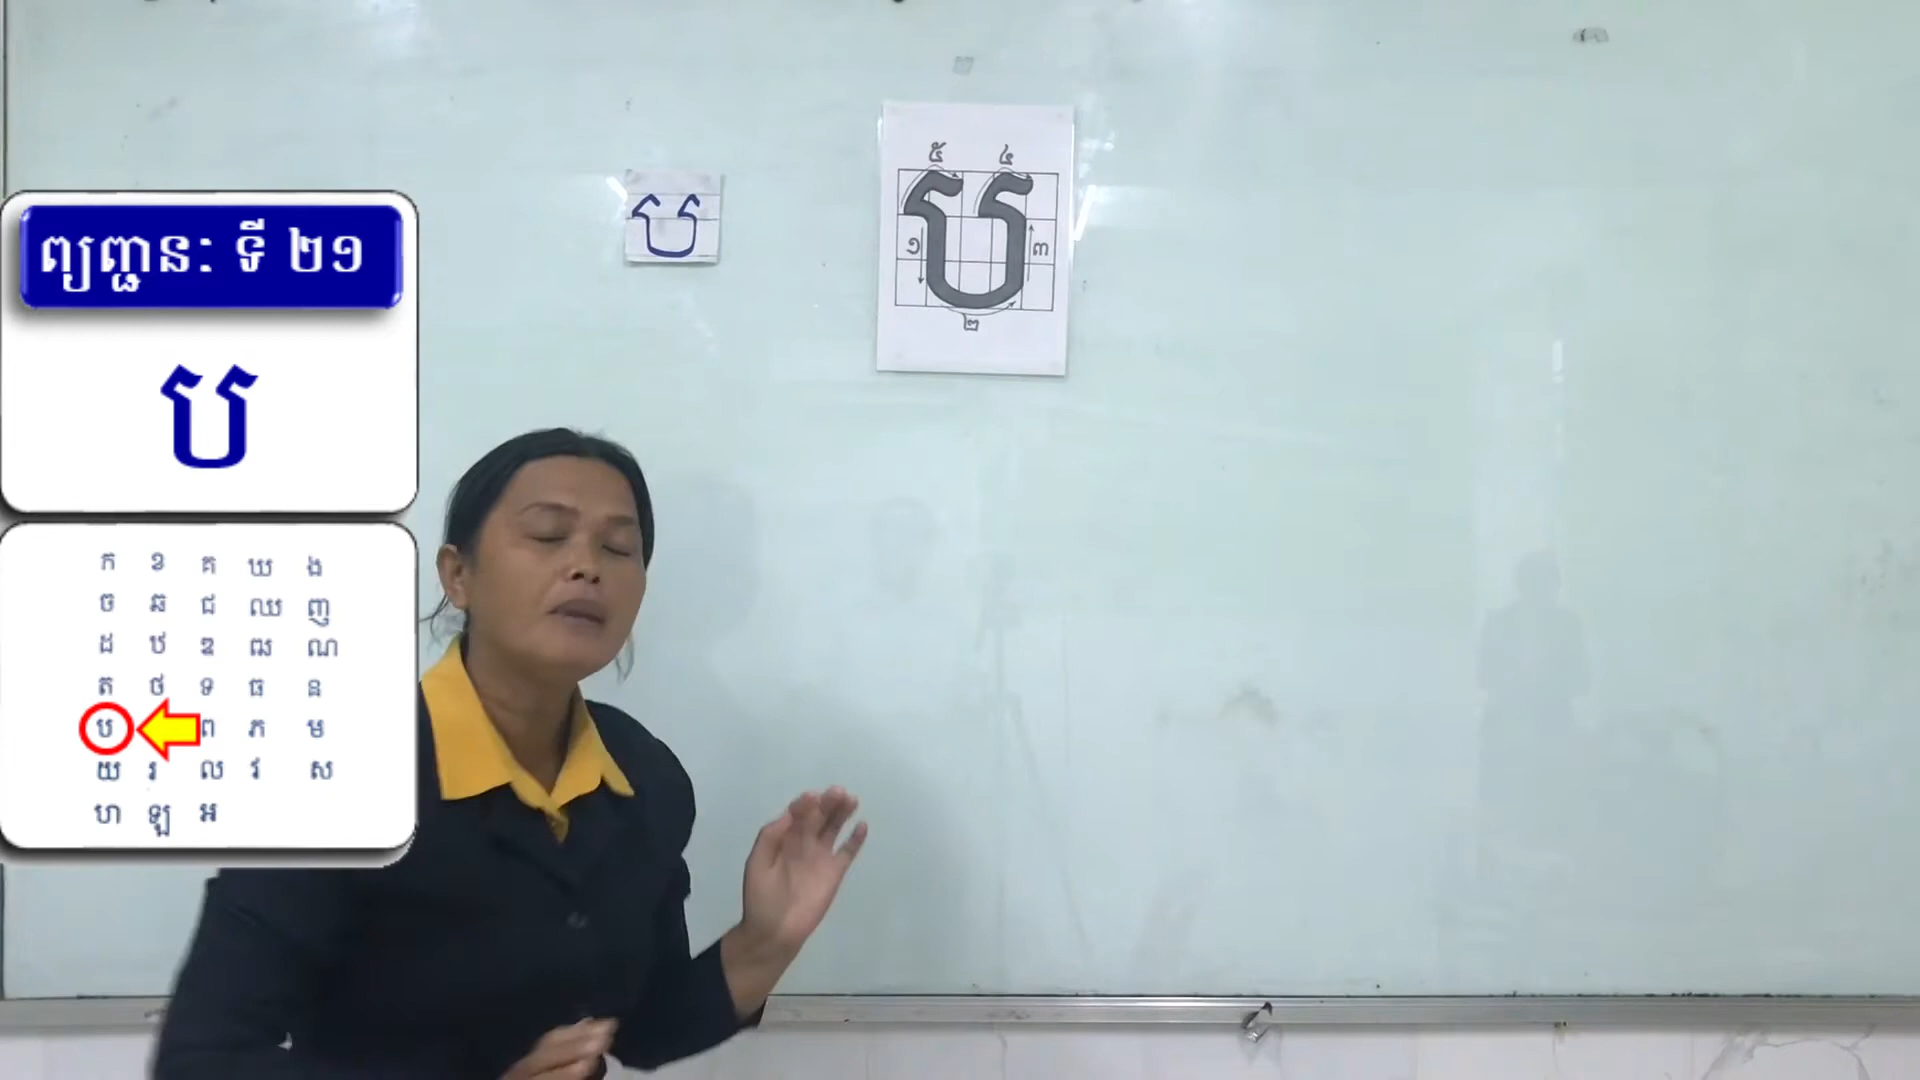 ព្យញ្ជនៈ ទី ២១
ប
ក ខ គ ឃ ង
ច ឆ ជ ឈ ញ
ដ ឋ ឌ ឍ ណ
ត ថ ទ ធ ន
ប ព ភ ម
យ រ ល វ ស
ហ ឡ អ
ប
៥ ៤
ប
១ ៣
២